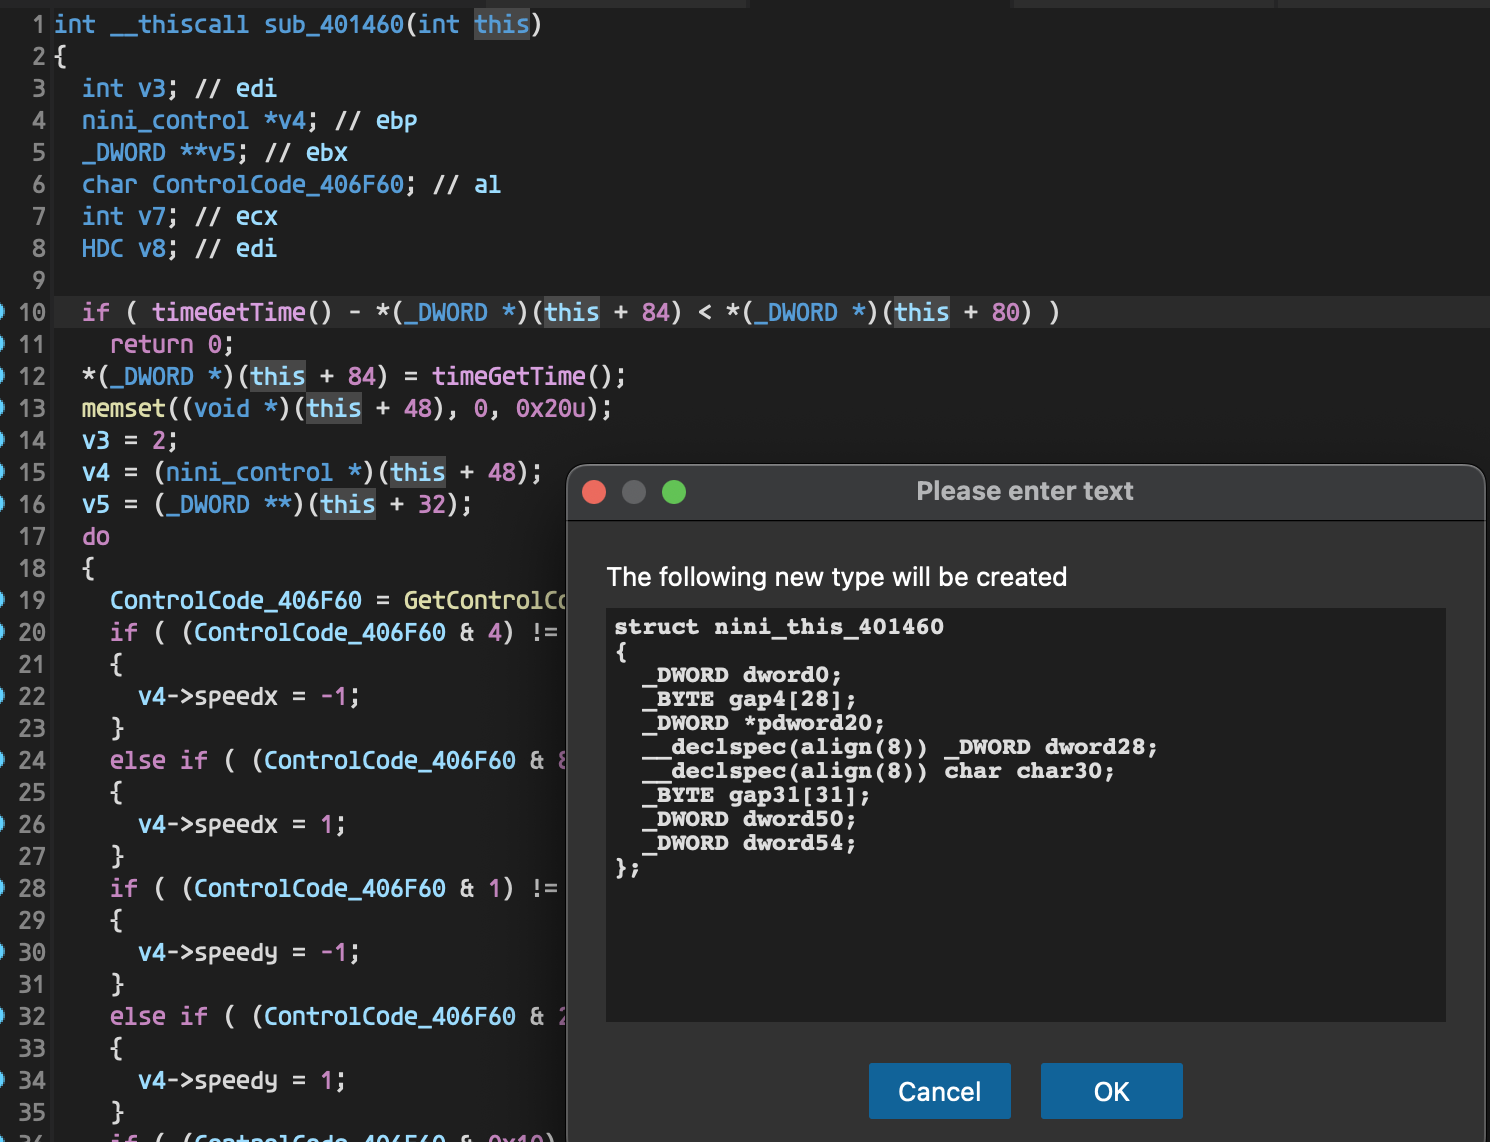 1 int __thiscall sub_401460(int this)
2 {
3 int v3; // edi
4 nini_control *v4; // ebp
5 _DWORD **v5; // ebx
6 char ControlCode_406F60; // al
7 int v7; // ecx
8 HDC v8; // edi
9
10 if ( timeGetTime() - *(_DWORD *)(this + 84) < *(_DWORD *)(this + 80) )
11 return 0;
12 *(_DWORD *)(this + 84) = timeGetTime();
13 memset((void *)(this + 48), 0, 0x20u);
14 v3 = 2;
15 v4 = (nini_control *)(this + 48);
16 v5 = (_DWORD **)(this + 32);
17 do
18 {
19 ControlCode_406F60 = GetControlCo
20 if ( (ControlCode_406F60 & 4) !=
21 {
22 v4->speedx = -1;
23 }
24 else if ( (ControlCode_406F60 & 8
25 {
26 v4->speedx = 1;
27 }
28 if ( (ControlCode_406F60 & 1) !=
29 {
30 v4->speedy = -1;
31 }
32 else if ( (ControlCode_406F60 & 2
33 {
34 v4->speedy = 1;
35 }
36 if ( (ControlCode_406F60 & 0x10)
Please enter text
The following new type will be created
struct nini_this_401460
{
_DWORD dword0;
_BYTE gap4[28];
_DWORD *pdword20;
__declspec(align(8)) _DWORD dword28;
__declspec(align(8)) char char30;
_BYTE gap31[31];
_DWORD dword50;
_DWORD dword54;
};
Cancel
OK